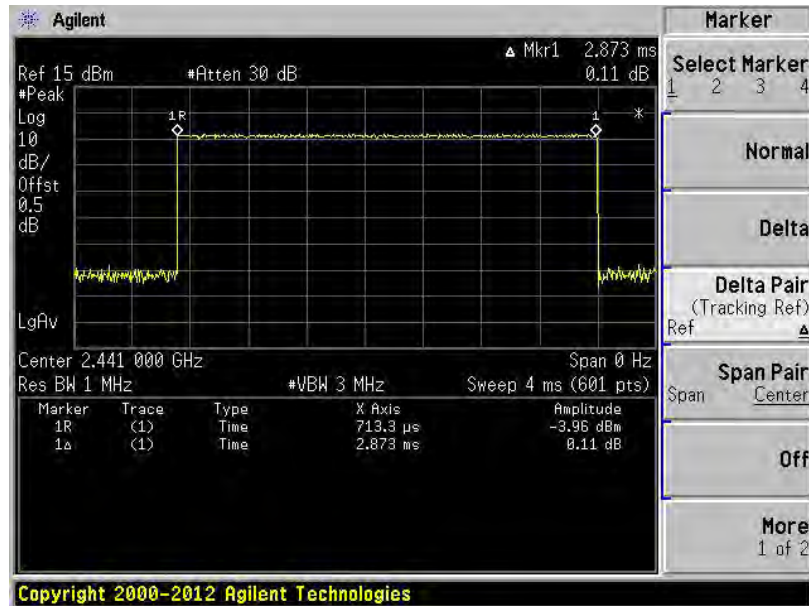 Agilent
Marker
Δ Mkr1 2.873 ms
Ref 15 dBm #Atten 30 dB 0.11 dB
#Peak
Log
10
dB/
Offst
0.5
dB
1R
1
*
LgAv
Center 2.441 000 GHz Span 0 Hz
Res BW 1 MHz #VBW 3 MHz Sweep 4 ms (601 pts)
Marker Trace Type X Axis Amplitude
1R (1) Time 713.3 µs -3.96 dBm
1Δ (1) Time 2.873 ms 0.11 dB
Select Marker
1 2 3 4
Normal
Delta
Delta Pair
(Tracking Ref)
Ref Δ
Span Pair
Span Center
Off
More
1 of 2
Copyright 2000-2012 Agilent Technologies